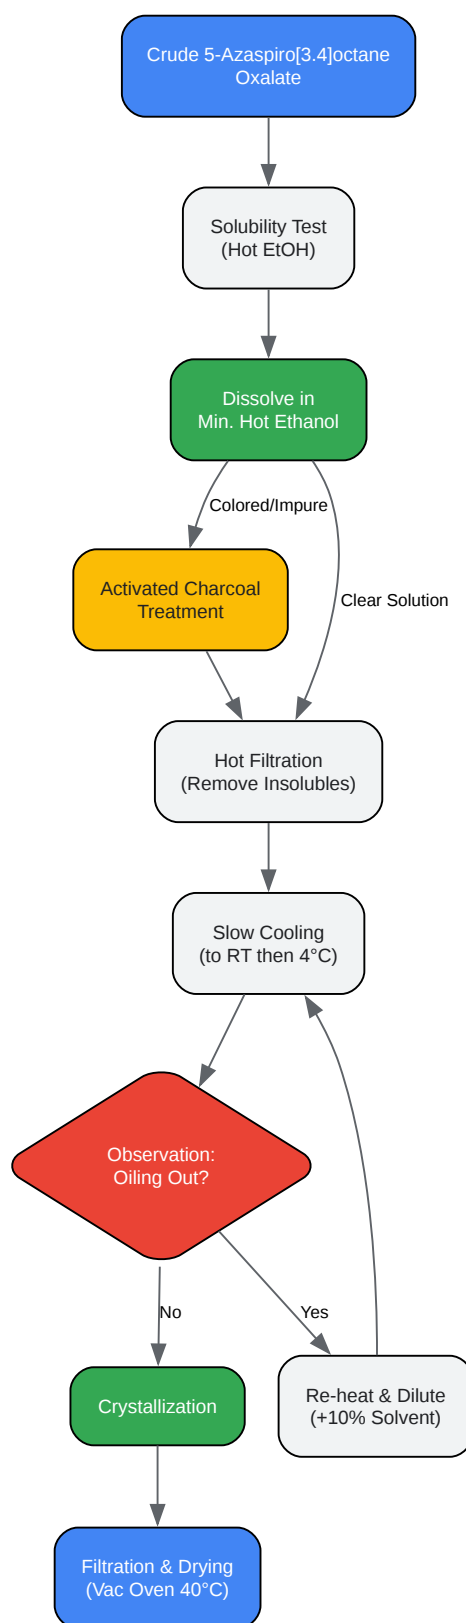 Crude 5-Azaspiro[3.4]octane
Oxalate
Solubility Test
(Hot EtOH)
Dissolve in
Min. Hot Ethanol
Colored/Impure
Activated Charcoal
Treatment
Clear Solution
Hot Filtration
(Remove Insolubles)
Slow Cooling
(to RT then 4°C)
Observation:
Oiling Out?
No
Yes
Crystallization
Re-heat & Dilute
(+10% Solvent)
Filtration & Drying
(Vac Oven 40°C)